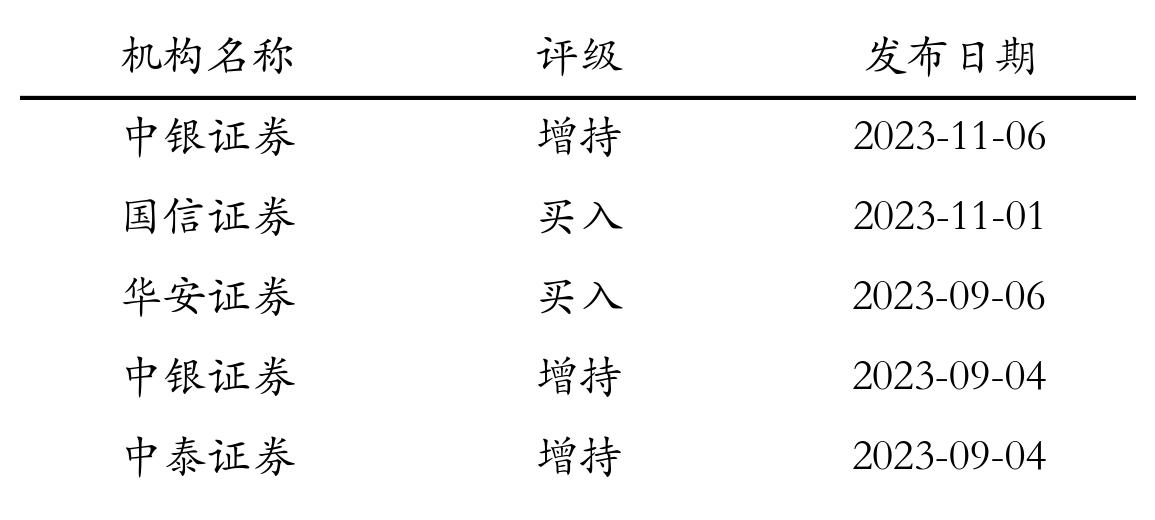 机构名称 评级 发布日期
中银证券 增持 2023-11-06
国信证券 买入 2023-11-01
华安证券 买入 2023-09-06
中银证券 增持 2023-09-04
中泰证券 增持 2023-09-04